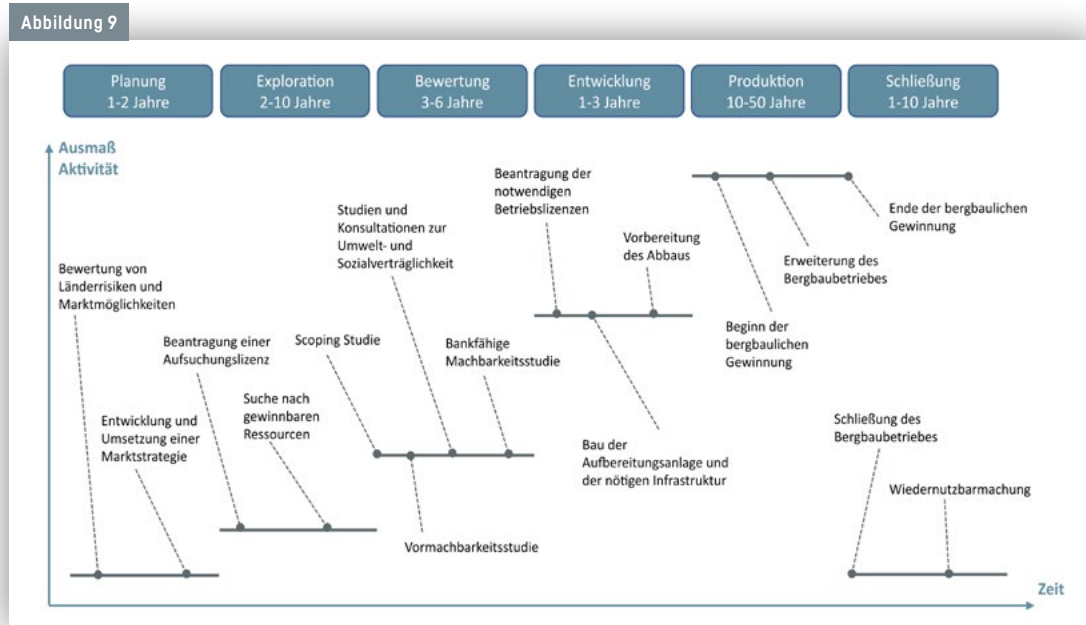 Abbildung 9
Planung
1-2 Jahre
Exploration
2-10 Jahre
Bewertung
3-6 Jahre
Entwicklung
1-3 Jahre
Produktion
10-50 Jahre
Schließung
1-10 Jahre
Ausmaß
Aktivität
Bewertung von
Länderrisiken und
Marktmöglichkeiten
Entwicklung und
Umsetzung einer
Marktstrategie
Beantragung einer
Aufsuchungslizenz
Suche nach
gewinnbaren
Ressourcen
Scoping Studie
Studien und
Konsultationen zur
Umwelt- und
Sozialverträglichkeit
Vormachbarkeitsstudie
Bankfähige
Machbarkeitsstudie
Beantragung der
notwendigen
Betriebslizenzen
Vorbereitung
des Abbaus
Bau der
Aufbereitungsanlage und
der nötigen Infrastruktur
Beginn der
bergbaulichen
Gewinnung
Erweiterung des
Bergbaubetriebes
Ende der bergbaulichen
Gewinnung
Schließung des
Bergbaubetriebes
Wiedernutzbarmachung
Zeit